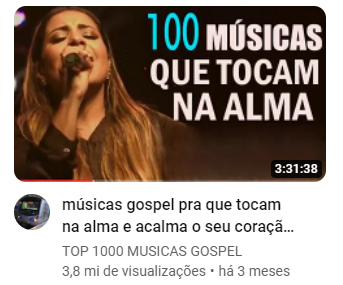 100 MÚSICAS
QUE TOCAM
NA ALMA
3:31:38
músicas gospel pra que tocam
na alma e acalma o seu coraçã...
TOP 1000 MUSICAS GOSPEL
3,8 mi de visualizações • há 3 meses